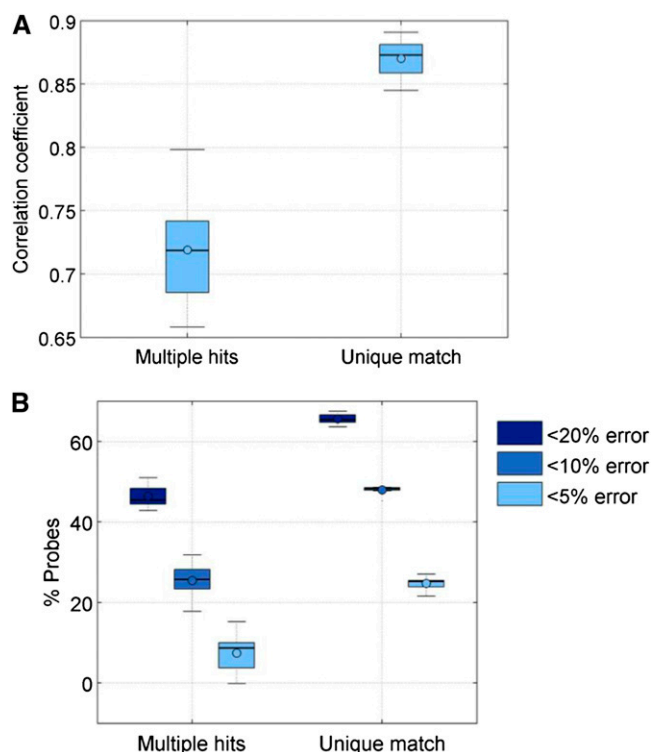 A
Correlation coefficient
0.9
0.85
0.8
0.75
0.7
0.65
Multiple hits
Unique match
B
% Probes
60
40
20
0
Multiple hits
Unique match
<20% error
<10% error
<5% error